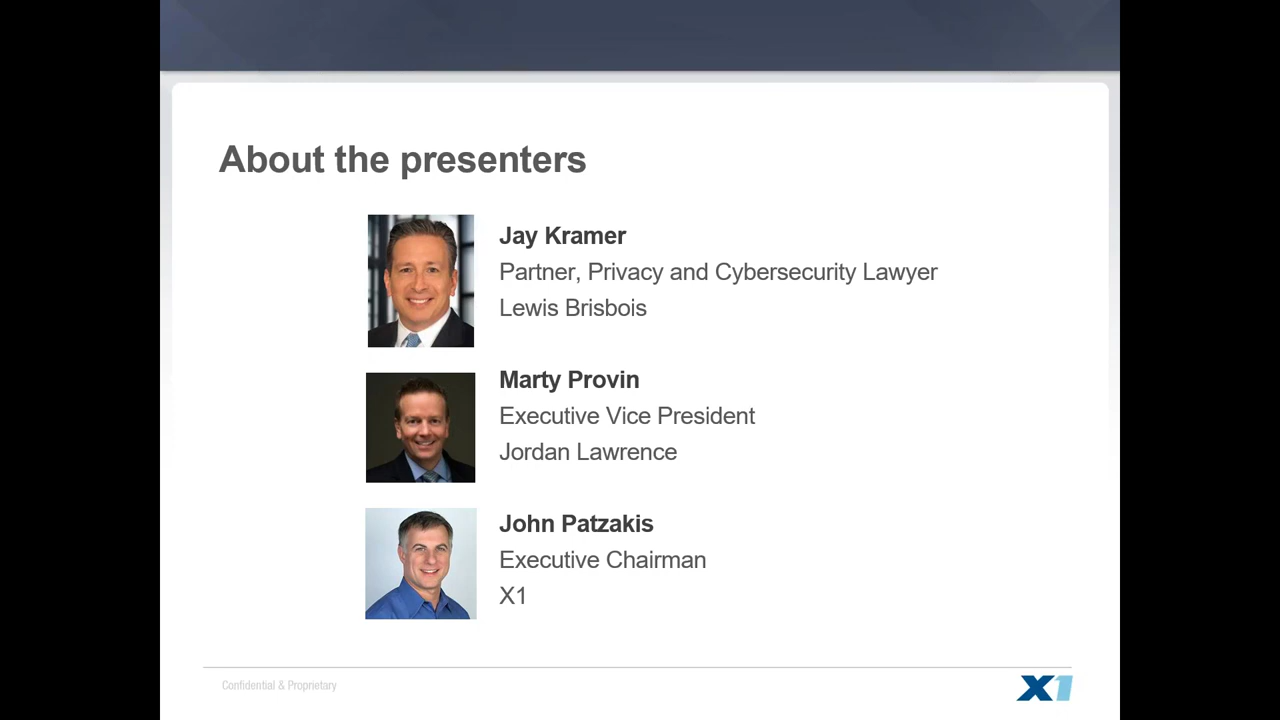 About the presenters
Jay Kramer
Partner, Privacy and Cybersecurity Lawyer
Lewis Brisbois
Marty Provin
Executive Vice President
Jordan Lawrence
John Patzakis
Executive Chairman
X1
Confidential & Proprietary
X1